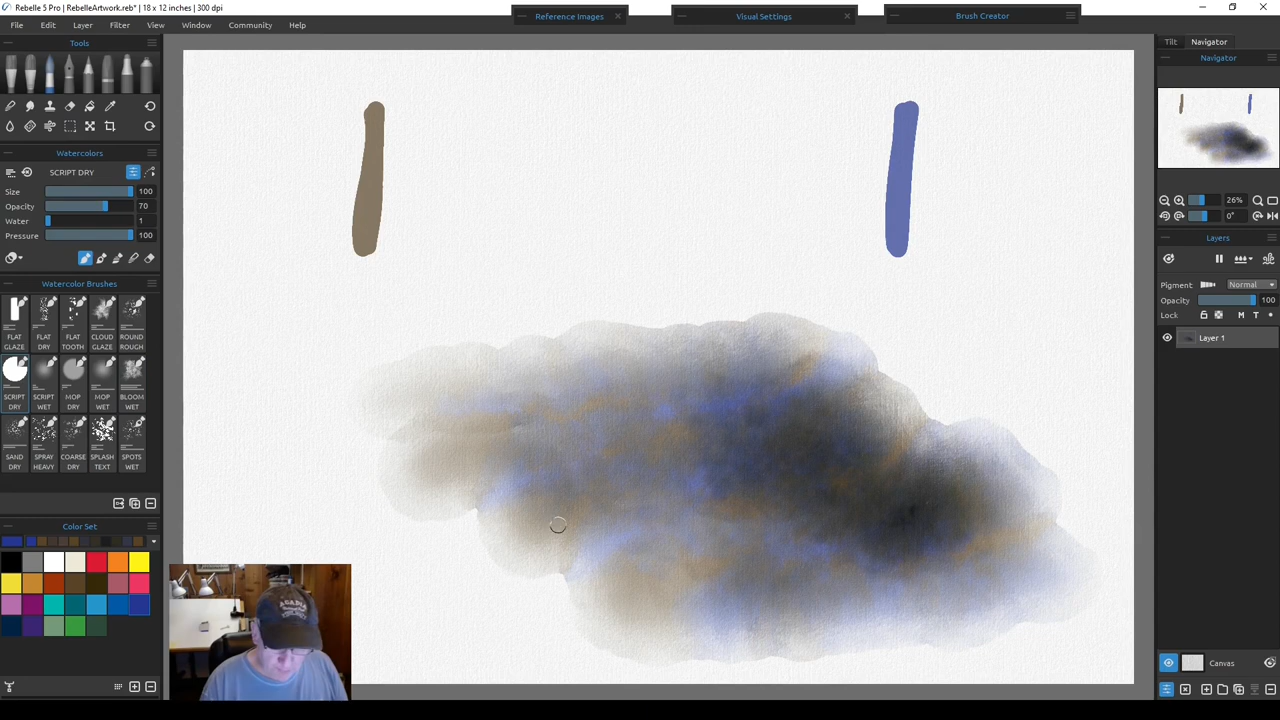 Rebelle 5 Pro | RebelleArtwork.reb* | 18 x 12 inches | 300 dpi
Reference Images
Visual Settings
Brush Creator
File Edit Layer Filter View Window Community Help
Tools
Watercolors
SCRIPT DRY
Size 100
Opacity 70
Water 1
Pressure 100
Watercolor Brushes
FLAT GLAZE
FLAT DRY
FLAT TOOTH
CLOUD GLAZE
ROUND ROUGH
SCRIPT DRY
SCRIPT WET
MOP DRY
MOP WET
BLOOM WET
SAND DRY
SPRAY HEAVY
COARSE DRY
SPLASH TEXT
SPOTS WET
Color Set
ACADIA
Tilt Navigator
Navigator
26%
0°
Layers
Pigment Normal
Opacity 100
Lock M T
Layer 1
Canvas